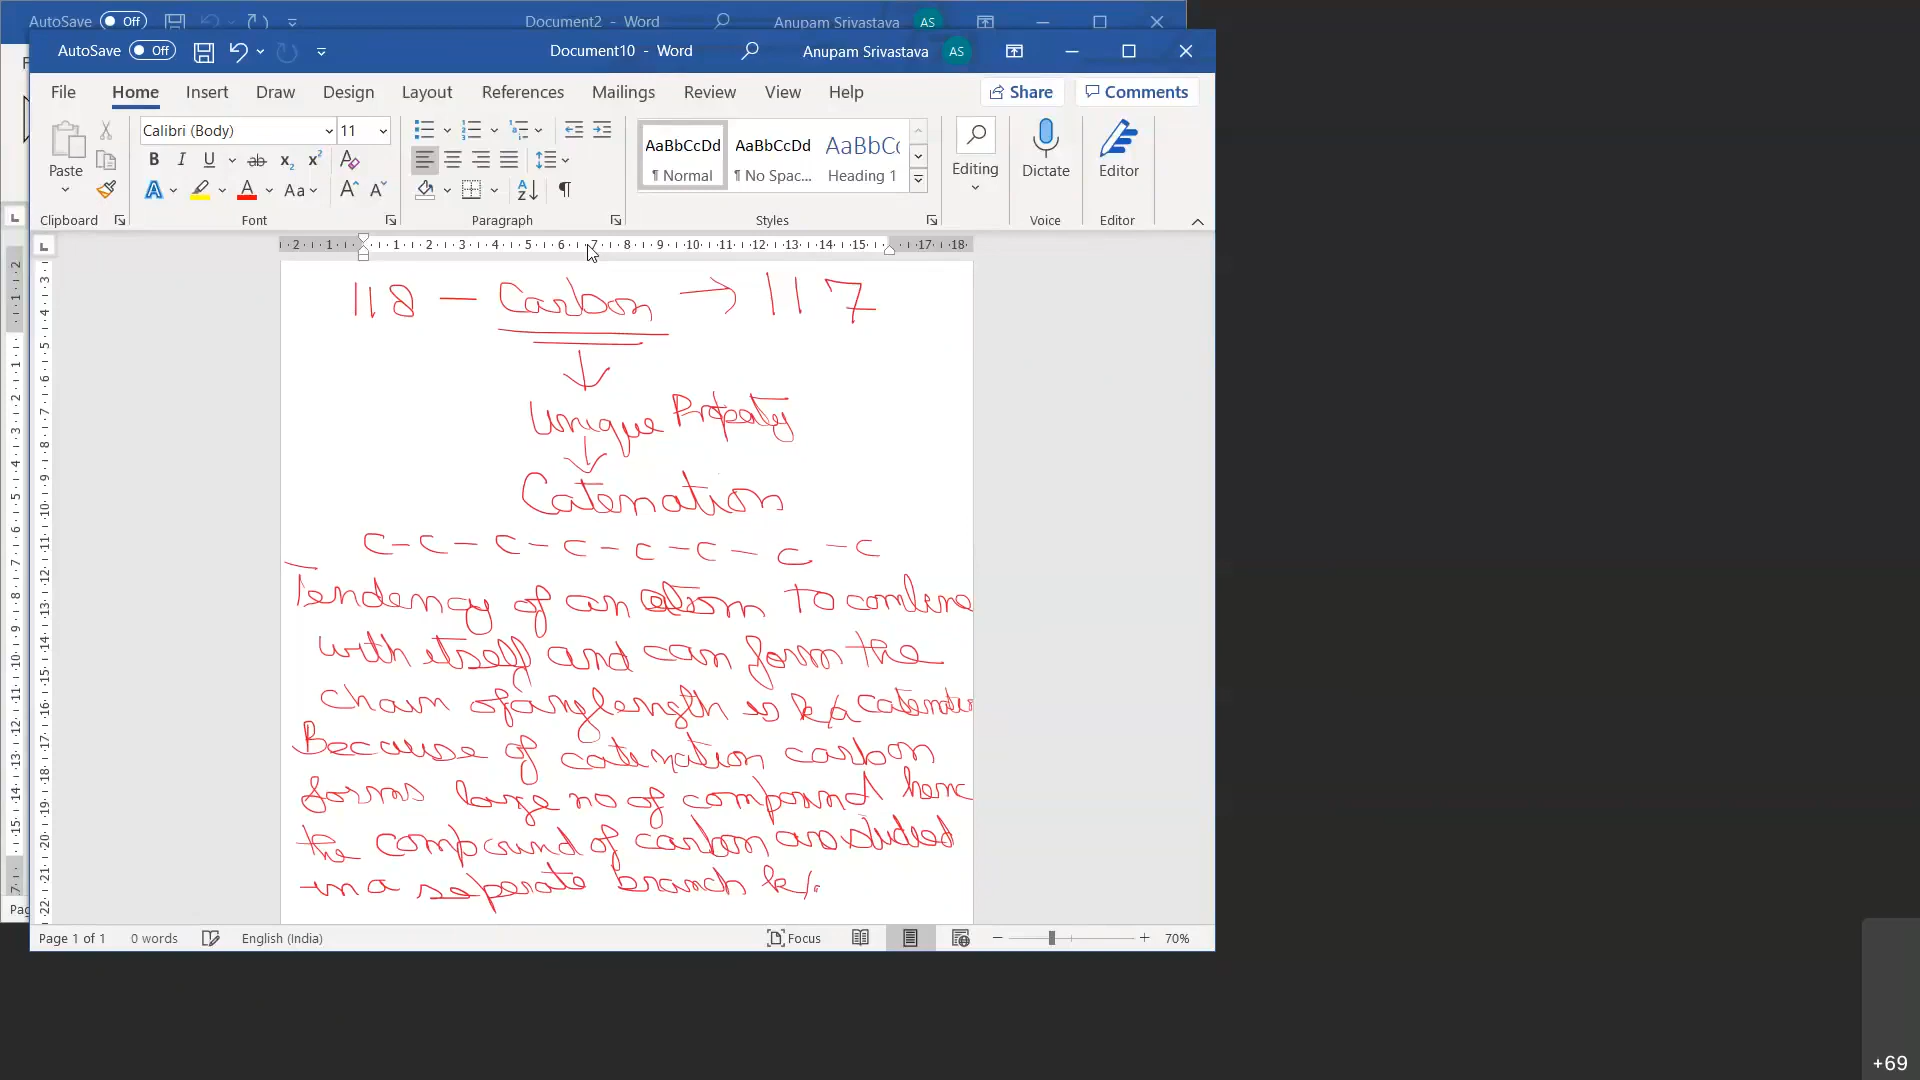 AutoSave Off Document2 - Word Anupam Srivastava AS
AutoSave Off Document10 - Word Anupam Srivastava AS
File Home Insert Draw Design Layout References Mailings Review View Help Share Comments
Calibri (Body) 11
AaBbCcDd AaBbCcDd AaBbCc
Paste ¶ Normal ¶ No Spac... Heading 1 Editing Dictate Editor
Clipboard Font Paragraph Styles Voice Editor
118 — Carbon → 117
Unique Property
Catenation
C - C - C - C - C - C - C - C
Tendency of an atom to combine
with itself and can form the
chain of any length is k/a catenatio
Because of catenation carbon
forms large no of compound henc
the compound of carbon are studied
in a seperate branch k/
Page 1 of 1 0 words English (India) Focus 70%
+69